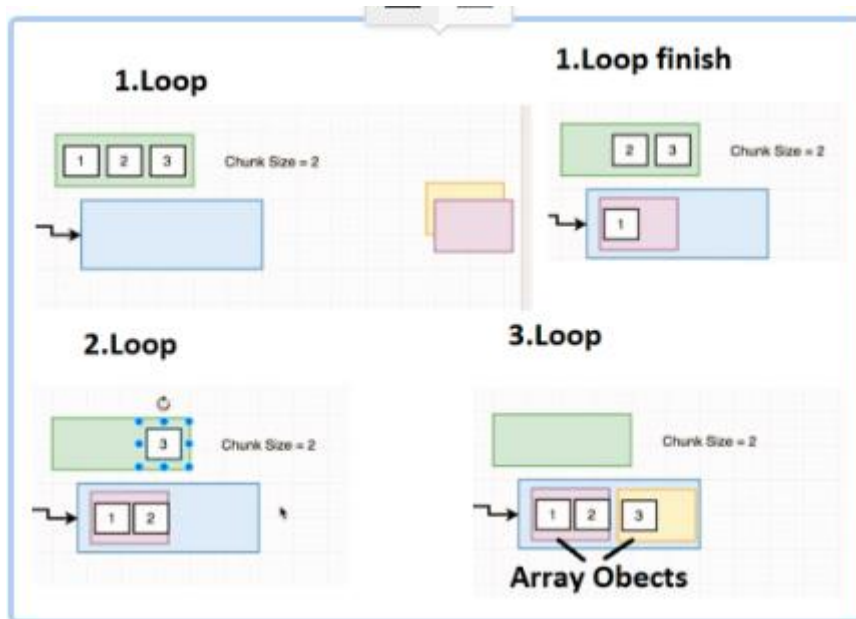 1.Loop
1 2 3
Chunk Size = 2
1.Loop finish
2 3
Chunk Size = 2
1
2.Loop
3
Chunk Size = 2
1 2
3.Loop
Chunk Size = 2
1 2 3
Array Obects